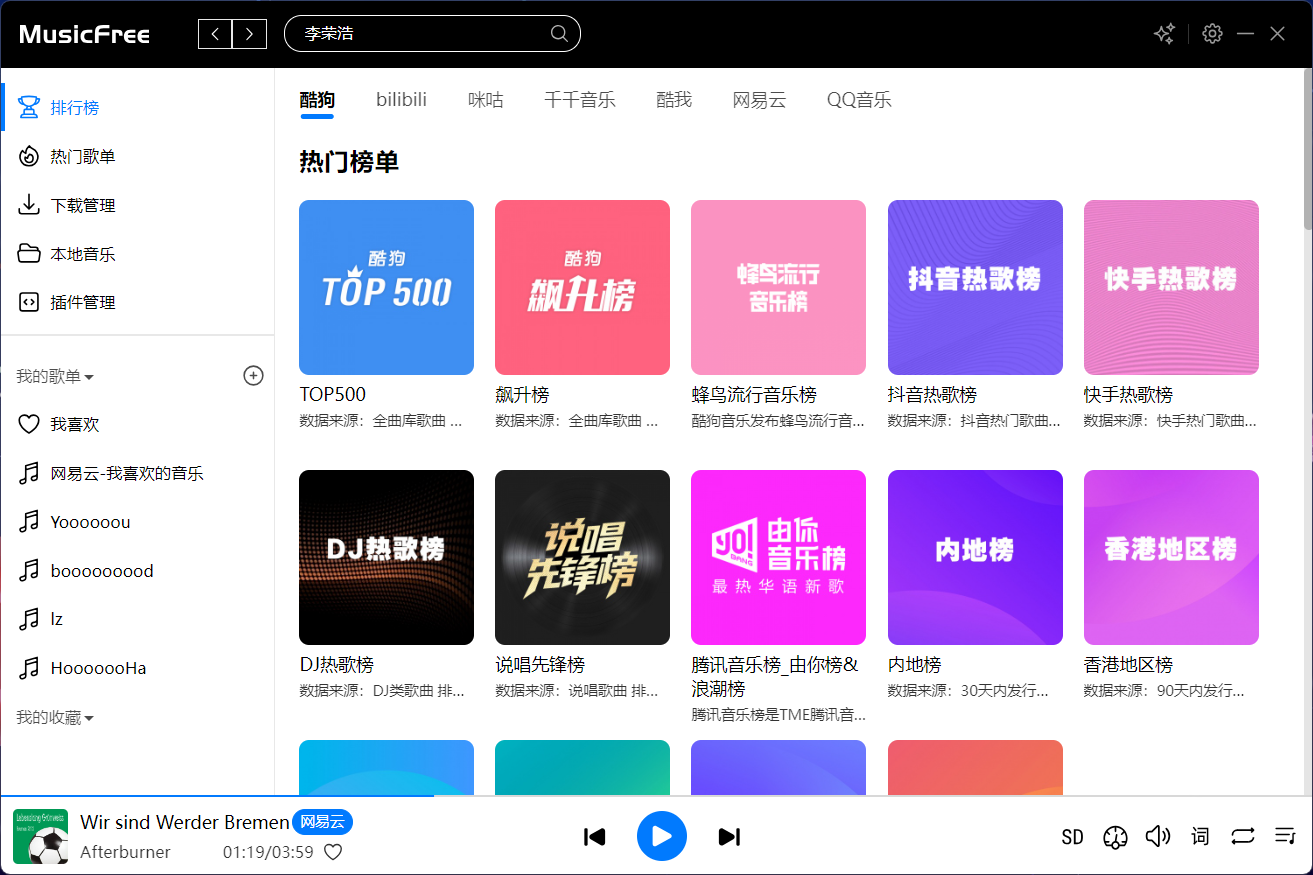 MusicFree
李荣浩
排行榜
热门歌单
下载管理
本地音乐
插件管理
我的歌单
我喜欢
网易云-我喜欢的音乐
Yoooooou
booooooood
lz
HooooooHa
我的收藏
酷狗 bilibili 咪咕 千千音乐 酷我 网易云 QQ音乐
热门榜单
酷狗
TOP 500
TOP500
数据来源：全曲库歌曲 ...
酷狗
飙升榜
飙升榜
数据来源：全曲库歌曲 ...
蜂鸟流行
音乐榜
蜂鸟流行音乐榜
酷狗音乐发布蜂鸟流行音...
抖音热歌榜
抖音热歌榜
数据来源：抖音热门歌曲...
快手热歌榜
快手热歌榜
数据来源：快手热门歌曲...
DJ热歌榜
DJ热歌榜
数据来源：DJ类歌曲 排...
说唱
先锋榜
说唱先锋榜
数据来源：说唱歌曲 排...
YO!
BANG
由你
音乐榜
最热华语新歌
腾讯音乐榜_由你榜&
浪潮榜
腾讯音乐榜是TME腾讯音...
内地榜
内地榜
数据来源：30天内发行...
香港地区榜
香港地区榜
数据来源：90天内发行...
Wir sind Werder Bremen 网易云
Afterburner 01:19/03:59
SD 词